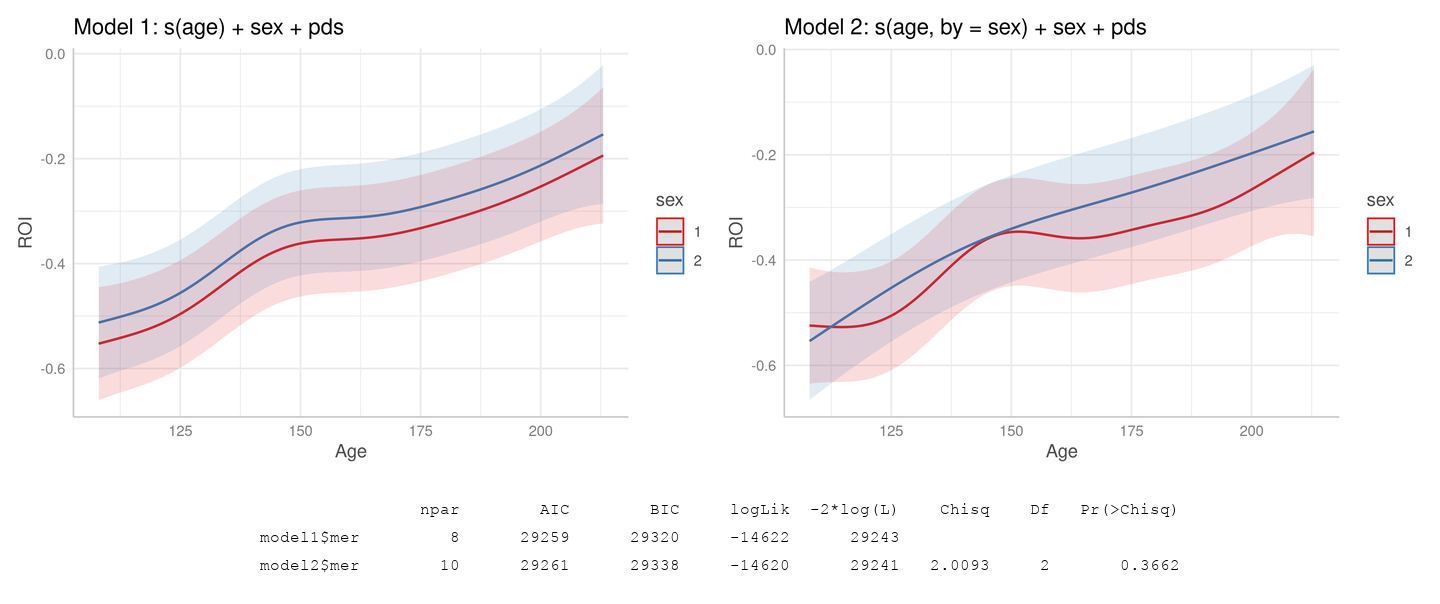 Model 1: s(age) + sex + pds
0.0
-0.2
-0.4
-0.6
ROI
125 150 175 200
Age
sex
1
2
Model 2: s(age, by = sex) + sex + pds
0.0
-0.2
-0.4
-0.6
ROI
125 150 175 200
Age
sex
1
2
npar AIC BIC logLik -2*log(L) Chisq Df Pr(>Chisq)
model1$mer 8 29259 29320 -14622 29243
model2$mer 10 29261 29338 -14620 29241 2.0093 2 0.3662